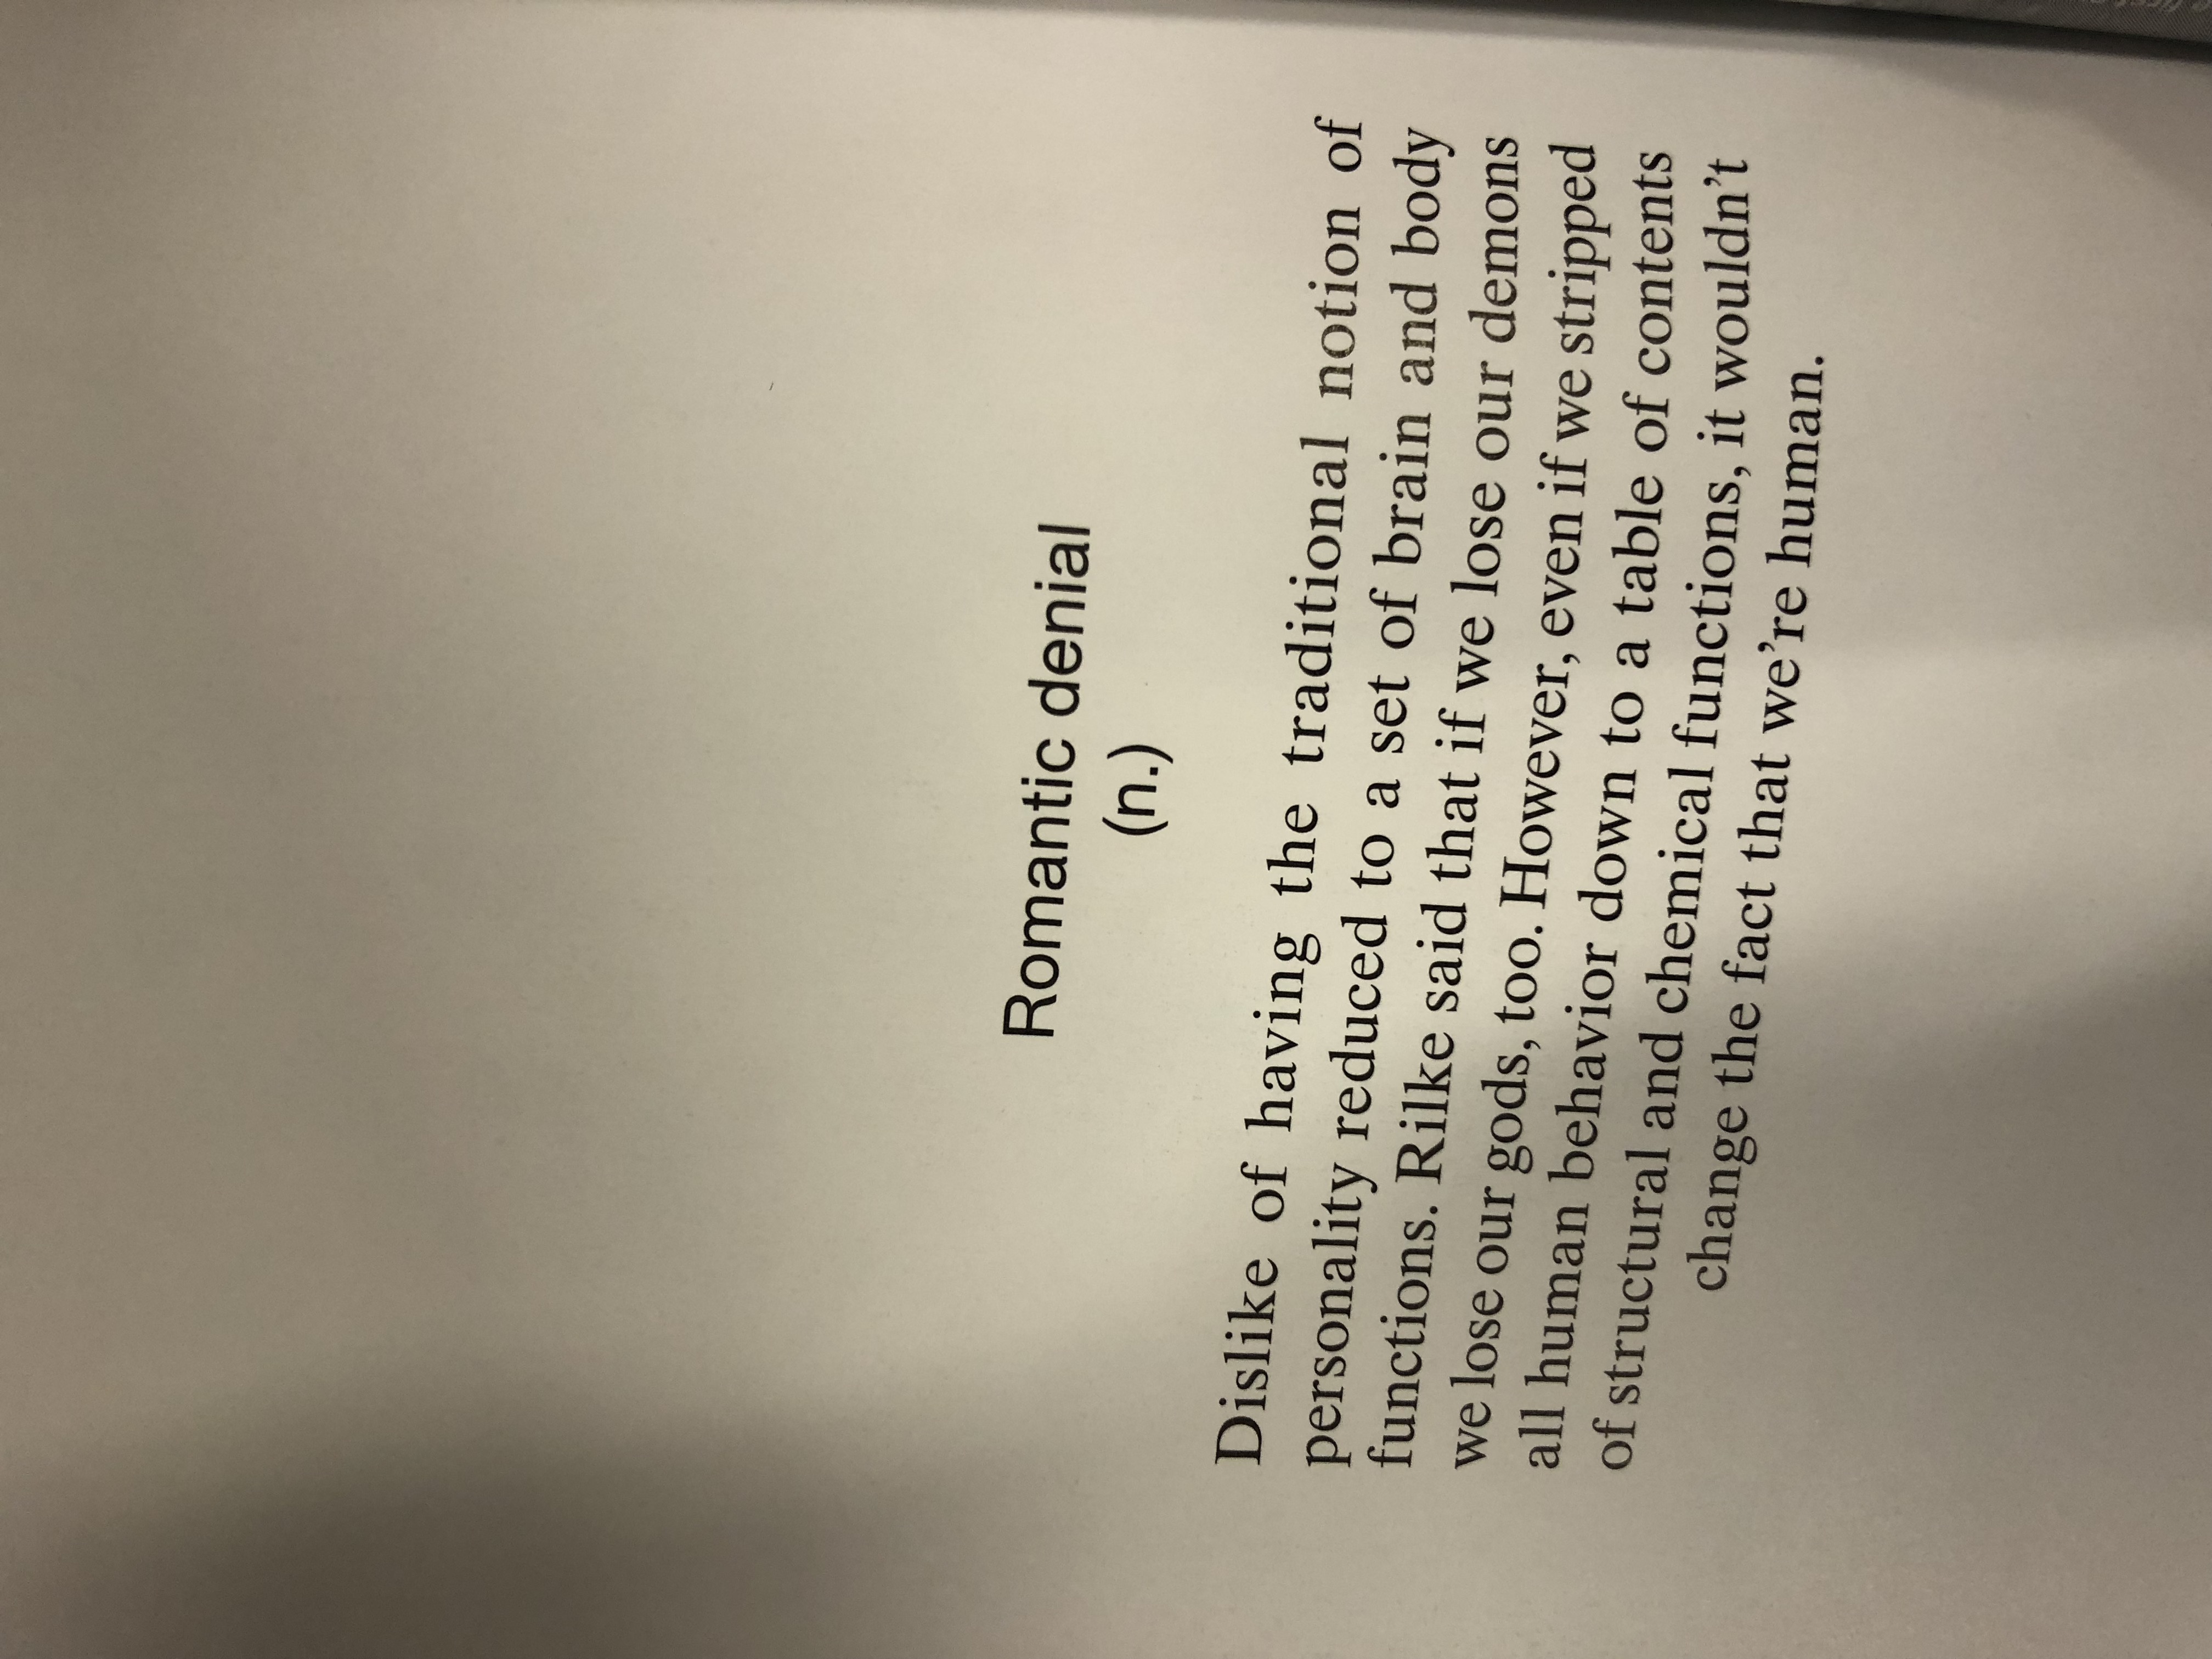 Romantic denial
(n.)
Dislike of having the traditional notion of
personality reduced to a set of brain and body
functions. Rilke said that if we lose our demons
we lose our gods, too. However, even if we stripped
all human behavior down to a table of contents
of structural and chemical functions, it wouldn’t
change the fact that we’re human.